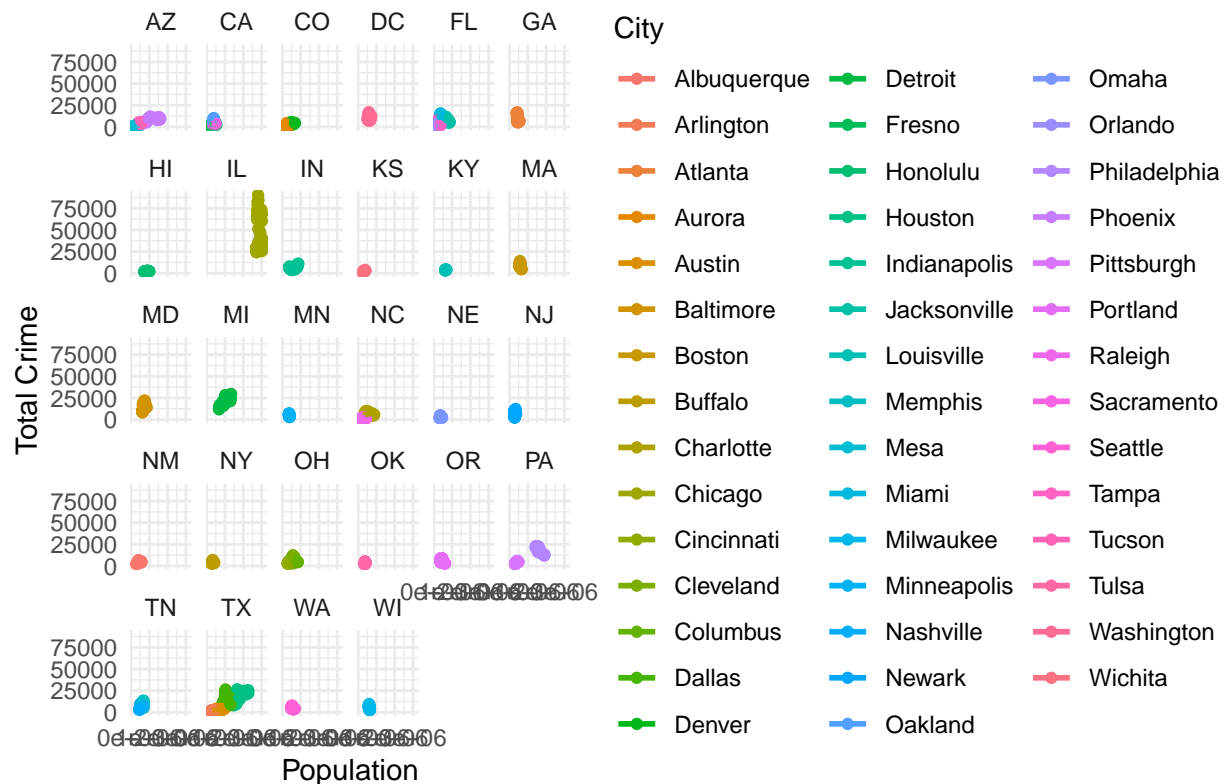 AZ CA CO DC FL GA
75000
50000
25000
0
HI IL IN KS KY MA
75000
50000
25000
0
MD MI MN NC NE NJ
75000
50000
25000
0
NM NY OH OK OR PA
75000
50000
25000
0
TN TX WA WI
75000
50000
25000
0
Total Crime
Population
City
Albuquerque
Arlington
Atlanta
Aurora
Austin
Baltimore
Boston
Buffalo
Charlotte
Chicago
Cincinnati
Cleveland
Columbus
Dallas
Denver
Detroit
Fresno
Honolulu
Houston
Indianapolis
Jacksonville
Louisville
Memphis
Mesa
Miami
Milwaukee
Minneapolis
Nashville
Newark
Oakland
Omaha
Orlando
Philadelphia
Phoenix
Pittsburgh
Portland
Raleigh
Sacramento
Seattle
Tampa
Tucson
Tulsa
Washington
Wichita